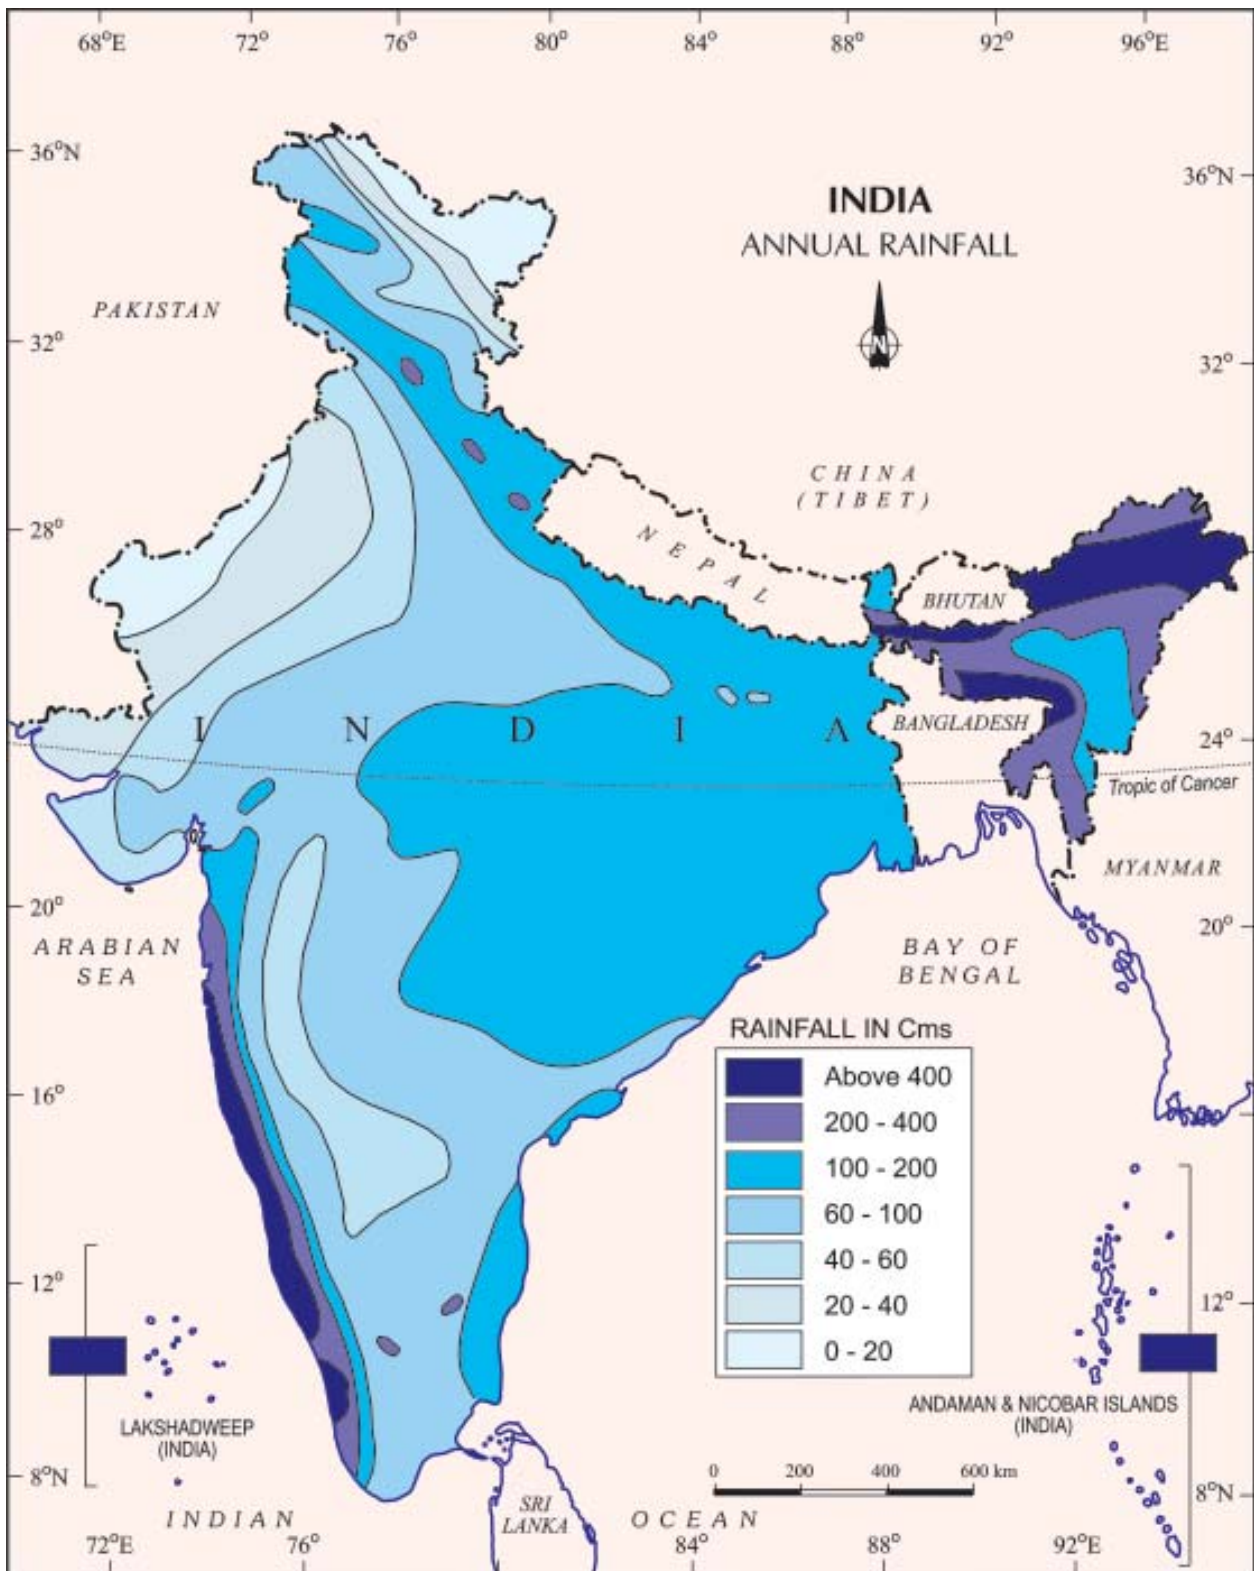 68°E 72° 76° 80° 84° 88° 92° 96°E
36°N
36°N
INDIA
ANNUAL RAINFALL
N
PAKISTAN
32°
32°
CHINA
(TIBET)
28°
NEPAL
BHUTAN
I N D I A
BANGLADESH
24°
Tropic of Cancer
MYANMAR
20°
20°
ARABIAN
SEA
BAY OF
BENGAL
RAINFALL IN Cms
Above 400
200 - 400
100 - 200
60 - 100
40 - 60
20 - 40
0 - 20
16°
12°
12°
LAKSHADWEEP
(INDIA)
ANDAMAN & NICOBAR ISLANDS
(INDIA)
8°N
8°N
0 200 400 600 km
SRI
LANKA
INDIAN OCEAN
72°E 76° 84° 88° 92°E